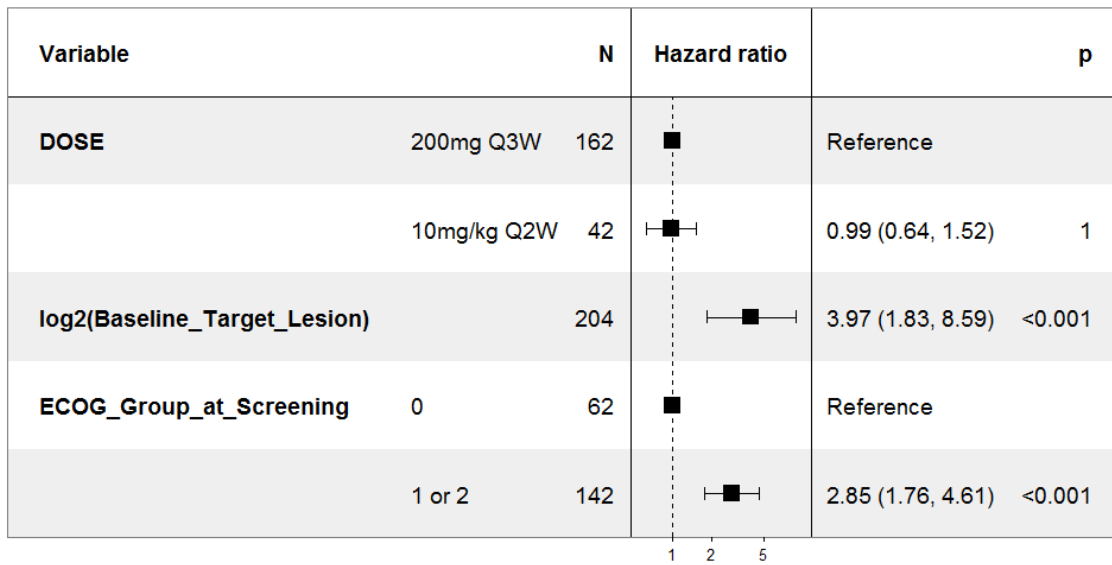 Variable N Hazard ratio p
DOSE 200mg Q3W 162 Reference
10mg/kg Q2W 42 0.99 (0.64, 1.52) 1
log2(Baseline_Target_Lesion) 204 3.97 (1.83, 8.59) <0.001
ECOG_Group_at_Screening 0 62 Reference
1 or 2 142 2.85 (1.76, 4.61) <0.001
1 2 5